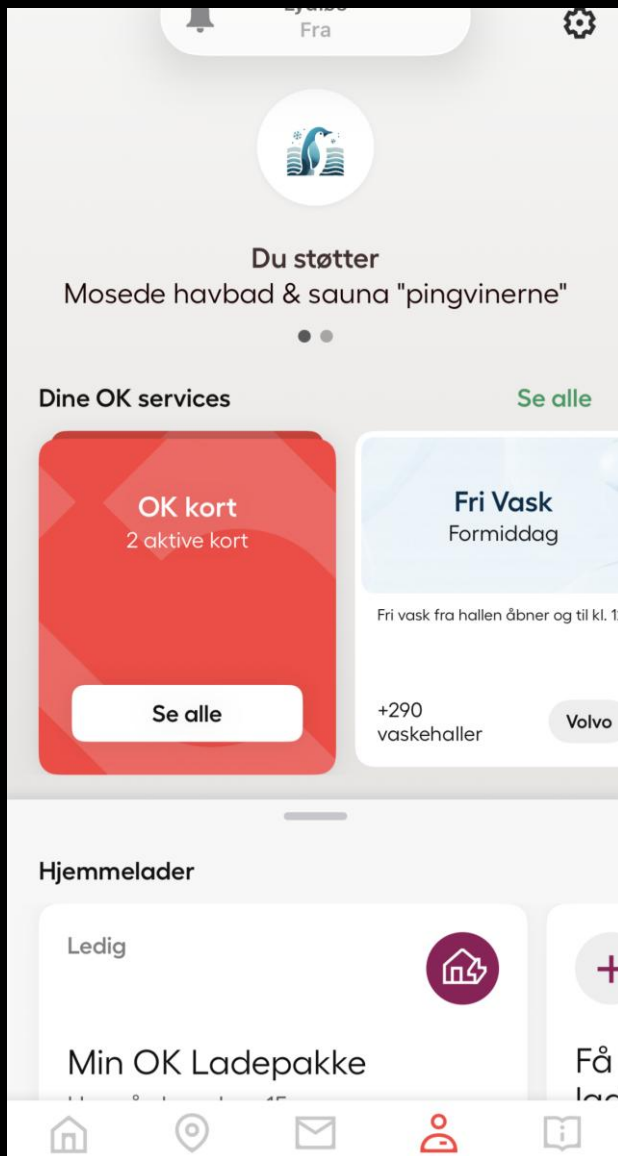 Fra
Du støtter
Mosede havbad & sauna "pingvinerne"
Dine OK services
Se alle
OK kort
2 aktive kort
Se alle
Fri Vask
Formiddag
Fri vask fra hallen åbner og til kl.
+290
vaskehaller
Volvo
Hjemmelader
Ledig
Min OK Ladepakke
+
Få